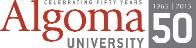 CELEBRATING FIFTY YEARS
Algoma
UNIVERSITY
1965 | 2015
50